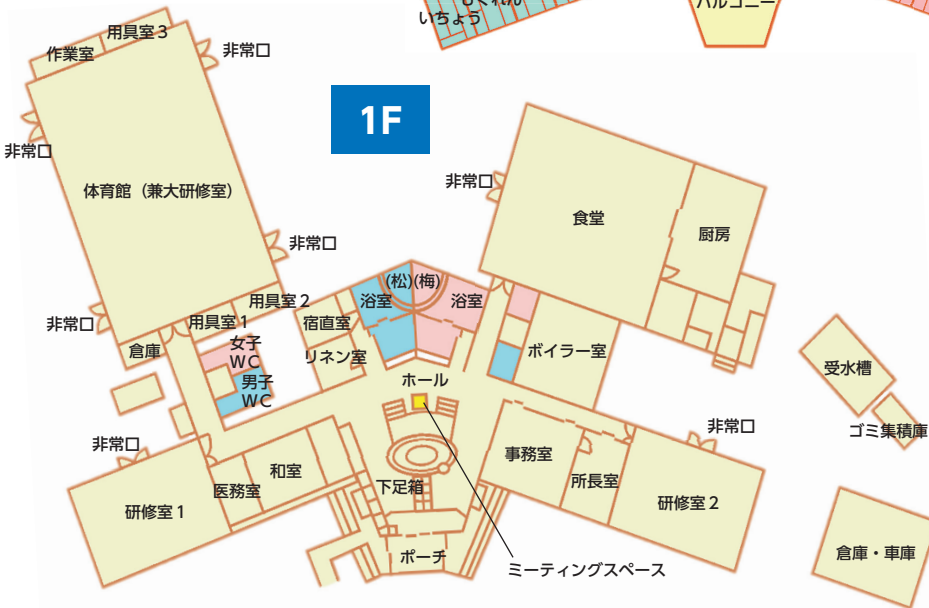 もくれん
いちょう
バルコニー
用具室3
作業室
非常口
1F
非常口
体育館（兼大研修室）
非常口
食堂
厨房
非常口
(松)(梅)
用具室2
浴室
浴室
非常口
用具室1
宿直室
倉庫
女子
WC
リネン室
ボイラー室
受水槽
男子
WC
ホール
ゴミ集積庫
非常口
非常口
事務室
和室
所長室
医務室
下足箱
研修室1
研修室2
ポーチ
倉庫・車庫
ミーティングスペース